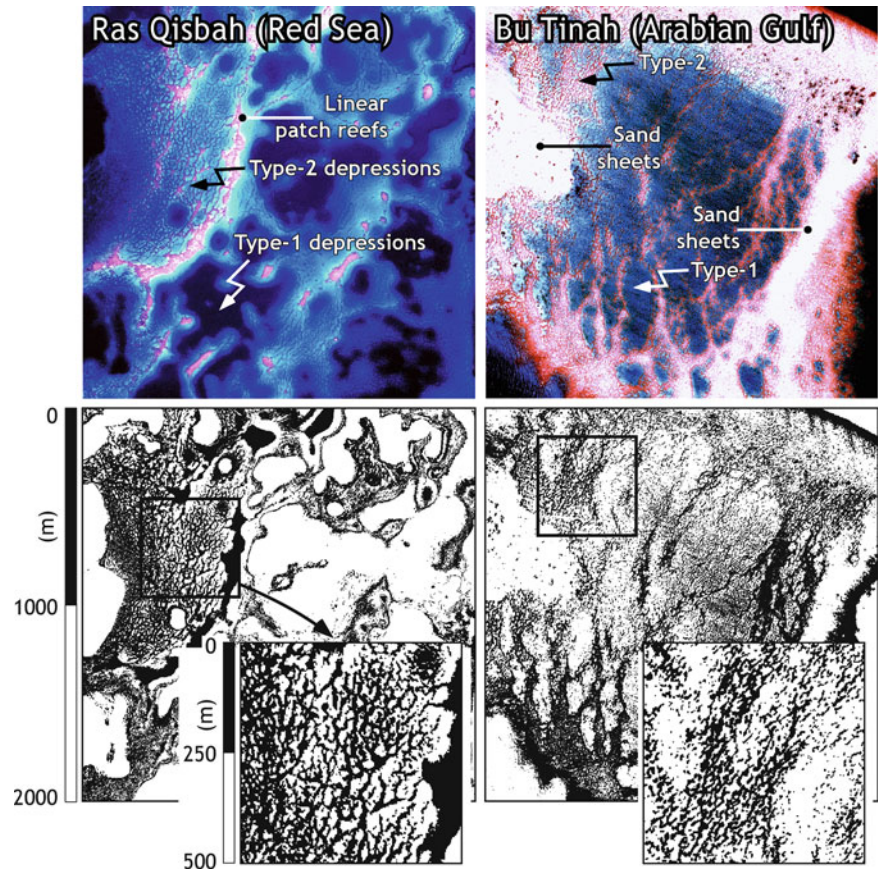 Ras Qisbah (Red Sea)
Linear
patch reefs
Type-2 depressions
Type-1 depressions
Bu Tinah (Arabian Gulf)
Type-2
Sand
sheets
Sand
sheets
Type-1
0
(m)
1000
2000
0
(m)
250
500